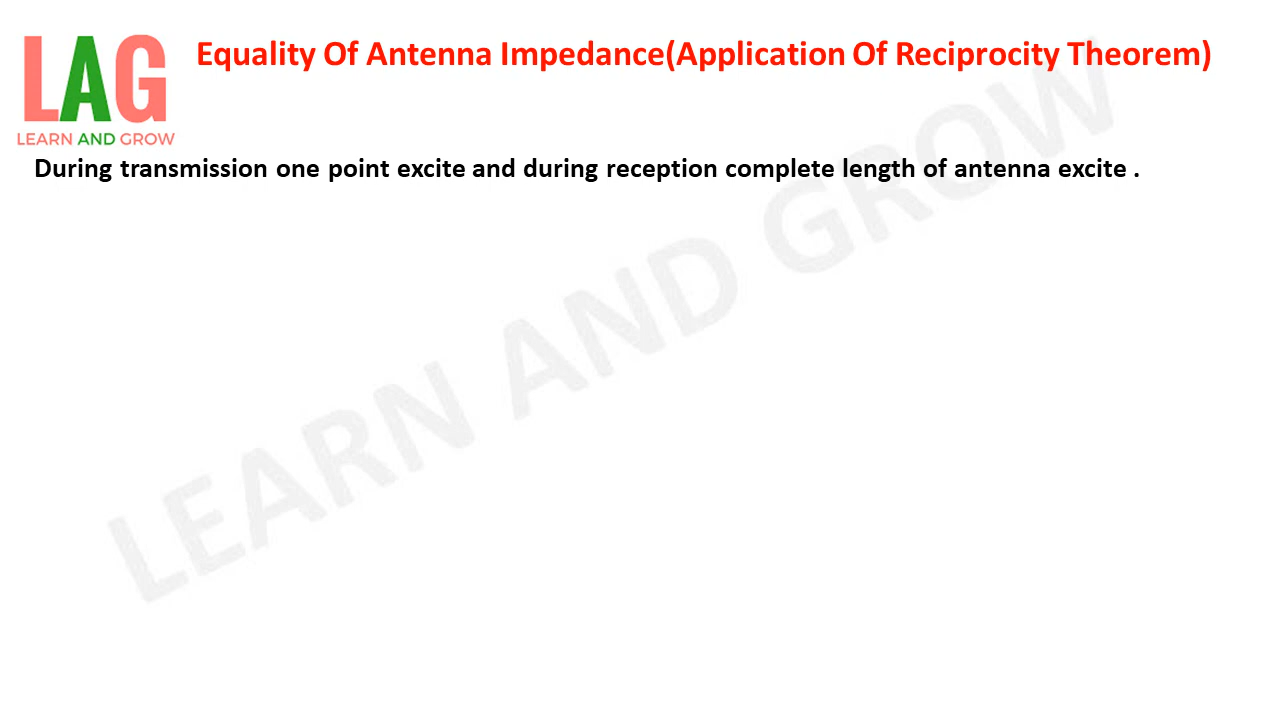 LAG
LEARN AND GROW
Equality Of Antenna Impedance(Application Of Reciprocity Theorem)
During transmission one point excite and during reception complete length of antenna excite .
LEARN AND GROW